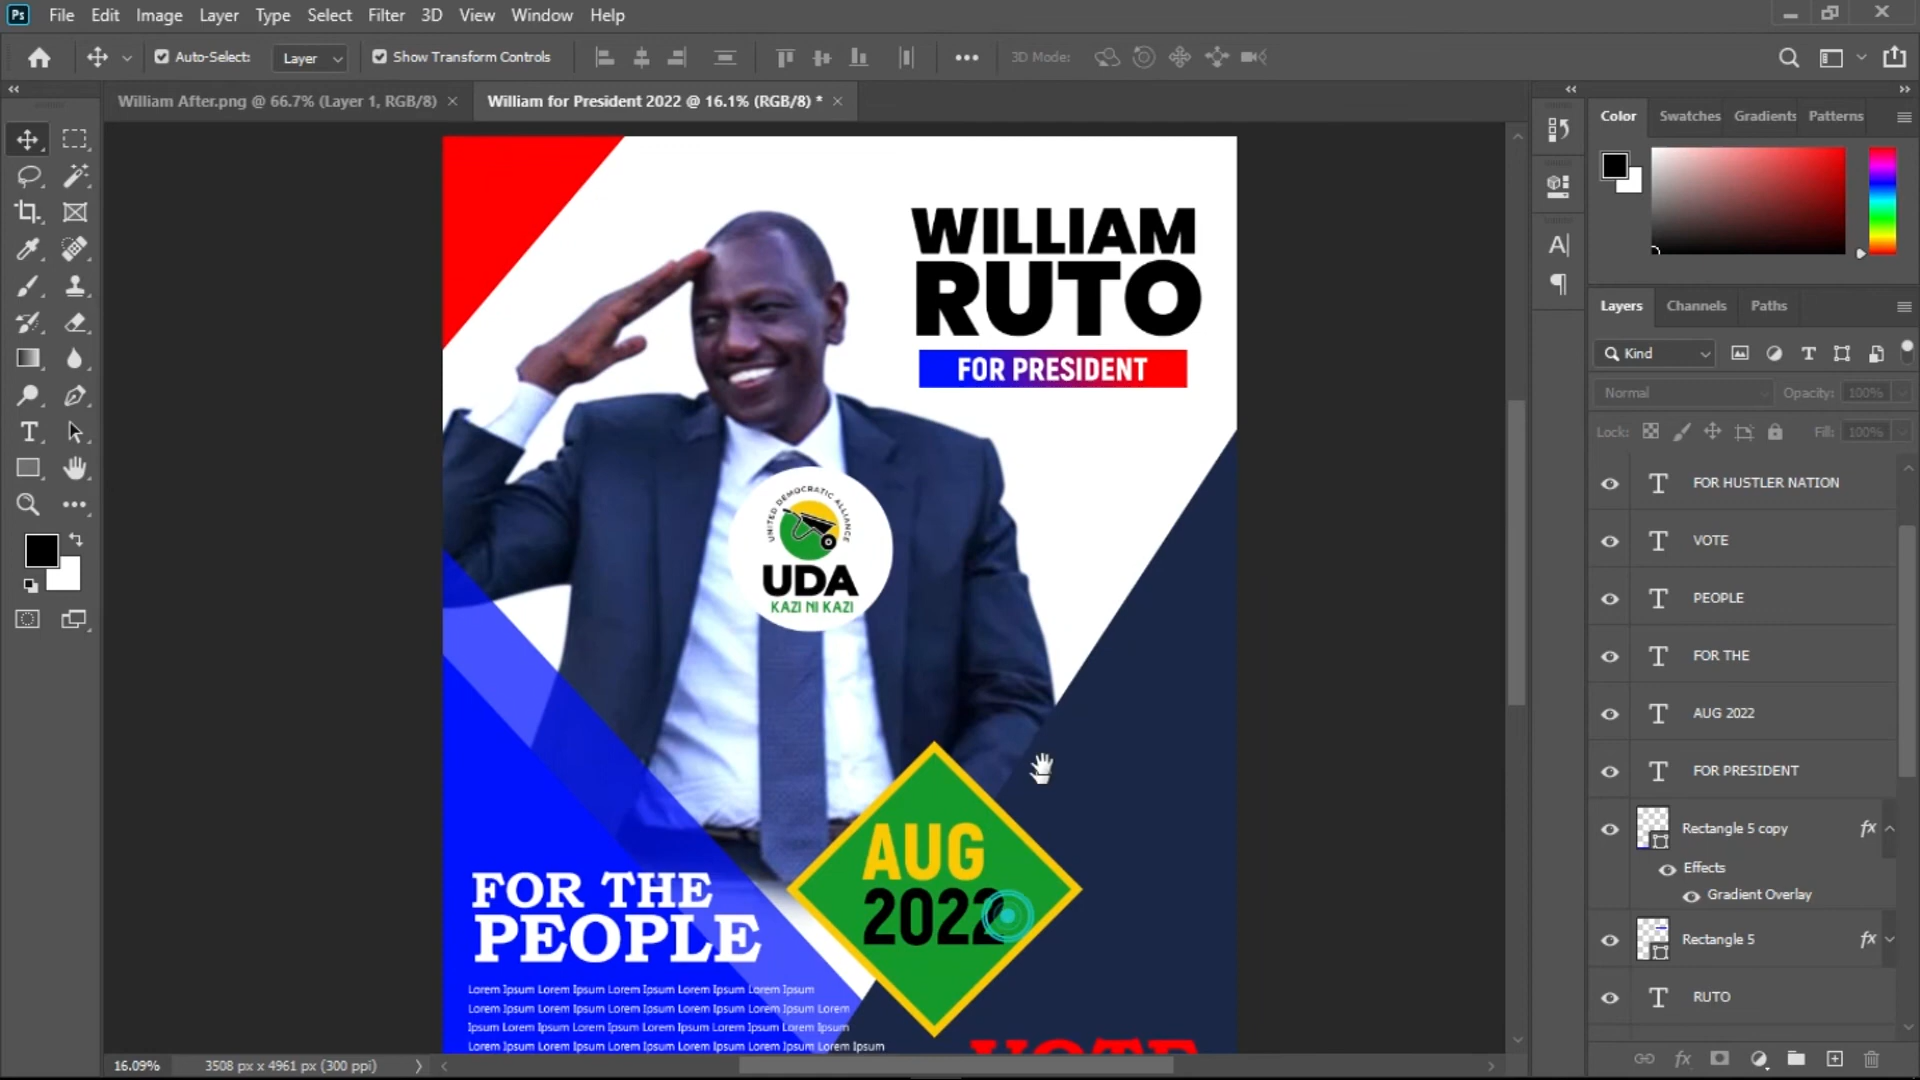 Ps File Edit Image Layer Type Select Filter 3D View Window Help
Auto-Select: Layer Show Transform Controls 3D Mode:
William After.png @ 66.7% (Layer 1, RGB/8) × William for President 2022 @ 16.1% (RGB/8) * ×
WILLIAM
RUTO
FOR PRESIDENT
UNITED DEMOCRATIC ALLIANCE
UDA
KAZI NI KAZI
AUG
2022
FOR THE
PEOPLE
Lorem Ipsum Lorem Ipsum Lorem Ipsum Lorem Ipsum Lorem Ipsum
Lorem Ipsum Lorem Ipsum Lorem Ipsum Lorem Ipsum Lorem
Ipsum Lorem Ipsum Lorem Ipsum Lorem Ipsum Lorem Ipsum
Lorem Ipsum Lorem Ipsum Lorem Ipsum Lorem Ipsum Lorem Ipsum
VOTE
16.09% 3508 px x 4961 px (300 ppi)
Color Swatches Gradients Patterns
Layers Channels Paths
Kind
Normal Opacity: 100%
Lock: Fill: 100%
FOR HUSTLER NATION
VOTE
PEOPLE
FOR THE
AUG 2022
FOR PRESIDENT
Rectangle 5 copy fx
Effects
Gradient Overlay
Rectangle 5 fx
RUTO
fx